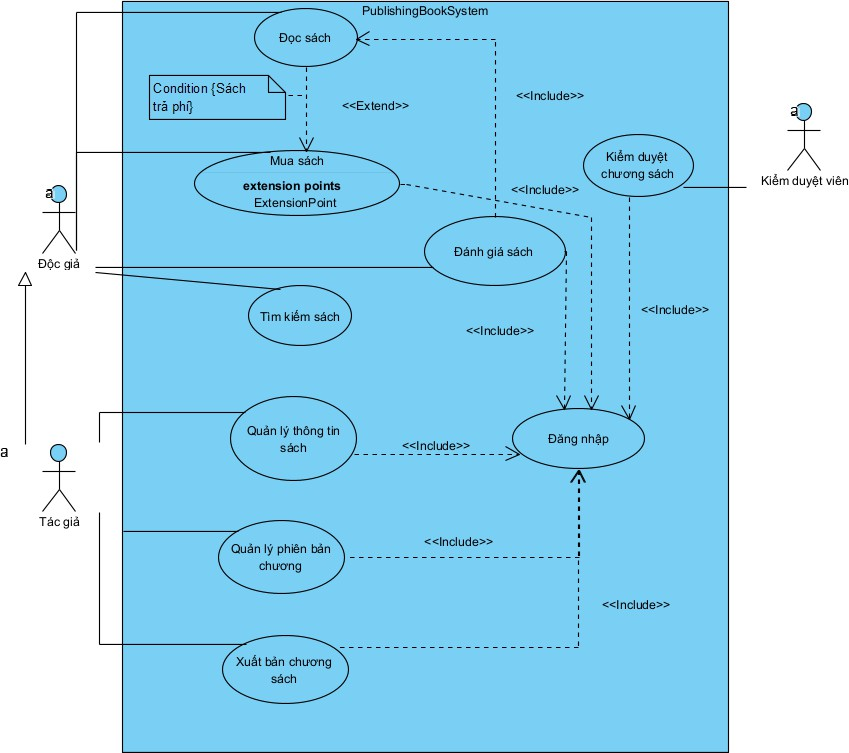 PublishingBookSystem
Đọc sách
Condition {Sách
trả phí}
<<Extend>>
<<Include>>
Mua sách
extension points
ExtensionPoint
<<Include>>
Kiểm duyệt
chương sách
a
Kiểm duyệt viên
a
Độc giả
Đánh giá sách
Tìm kiếm sách
<<Include>>
<<Include>>
Quản lý thông tin
sách
<<Include>>
Đăng nhập
a
Tác giả
Quản lý phiên bản
chương
<<Include>>
<<Include>>
Xuất bản chương
sách